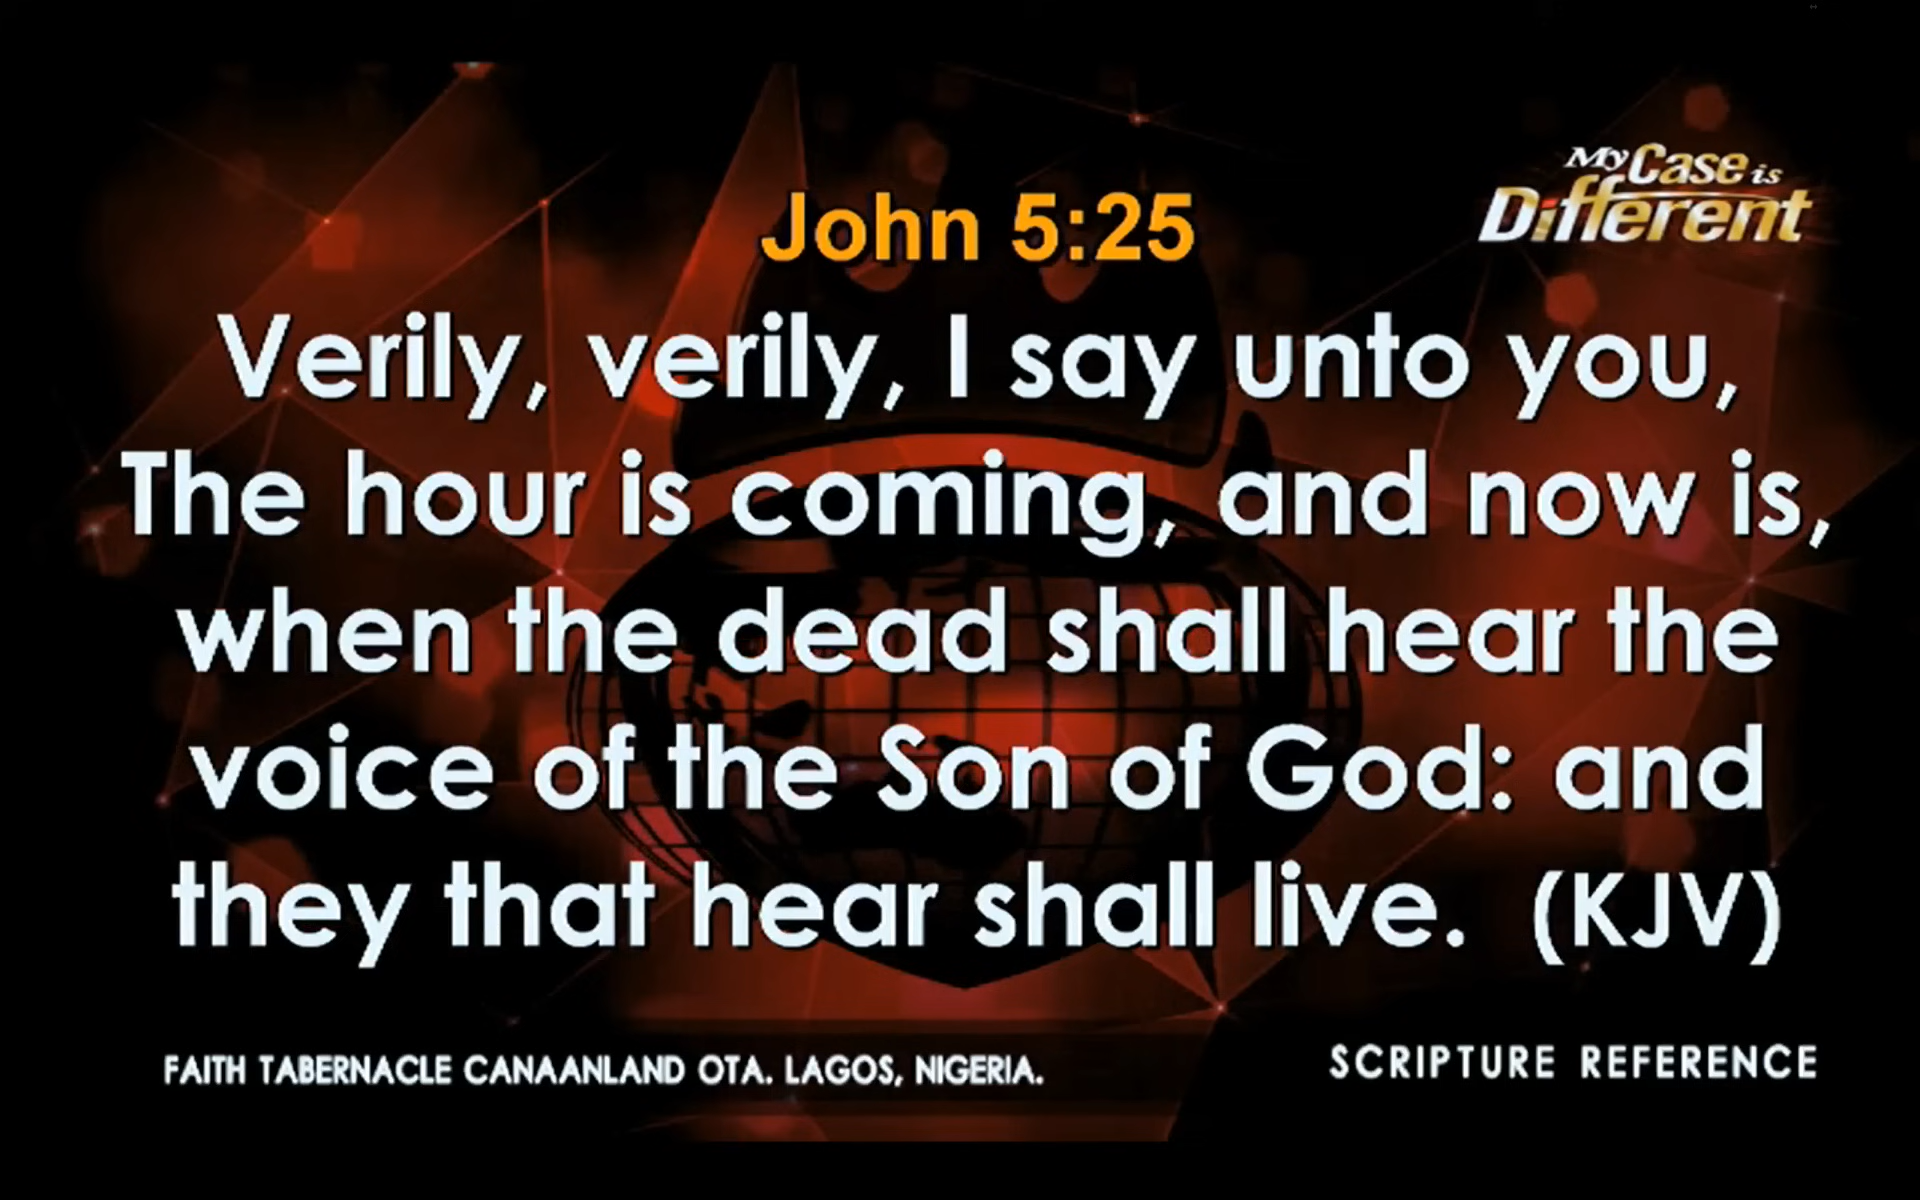 My Case is
Different
John 5:25
Verily, verily, I say unto you,
The hour is coming, and now is,
when the dead shall hear the
voice of the Son of God: and
they that hear shall live. (KJV)
FAITH TABERNACLE CANAANLAND OTA. LAGOS, NIGERIA.
SCRIPTURE REFERENCE